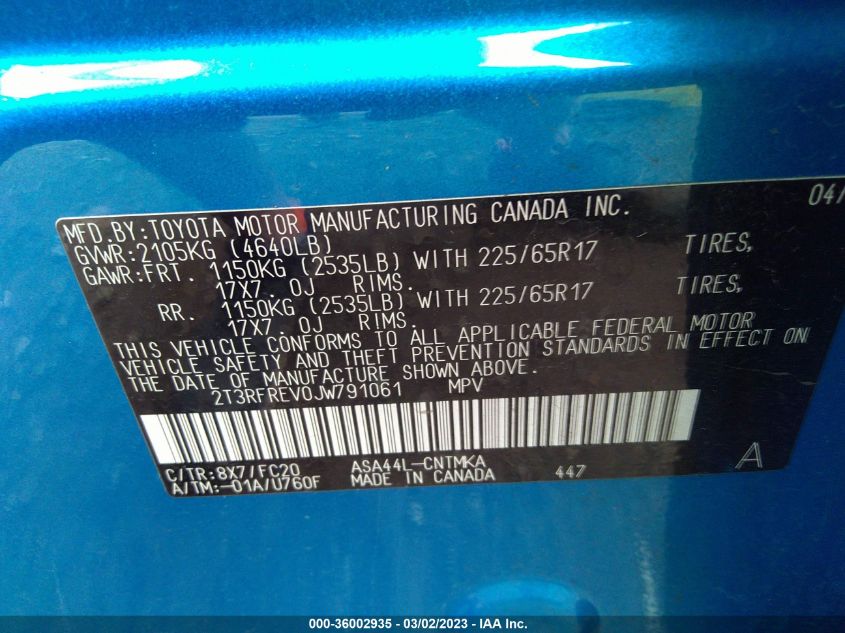 04/
MFD.BY:TOYOTA MOTOR MANUFACTURING CANADA INC.
GVWR:2105KG (4640LB)
GAWR:FRT. 1150KG (2535LB) WITH 225/65R17 TIRES,
17X7.0J RIMS.
RR. 1150KG (2535LB) WITH 225/65R17 TIRES,
17X7.0J RIMS.
THIS VEHICLE CONFORMS TO ALL APPLICABLE FEDERAL MOTOR
VEHICLE SAFETY AND THEFT PREVENTION STANDARDS IN EFFECT ON
THE DATE OF MANUFACTURE SHOWN ABOVE.
2T3RFREV0JW791061 MPV
C/TR:8X7/FC20 ASA44L-CNTMKA 447 A
A/TM:-01A/U760F MADE IN CANADA
000-36002935 - 03/02/2023 - IAA Inc.